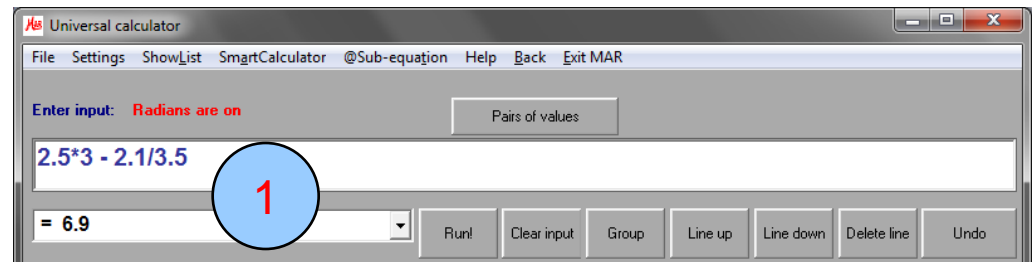 MAR Universal calculator
File Settings ShowList SmartCalculator @Sub-equation Help Back Exit MAR
Enter input: Radians are on
Pairs of values
2.5*3 - 2.1/3.5
1
= 6.9
Run! Clear input Group Line up Line down Delete line Undo